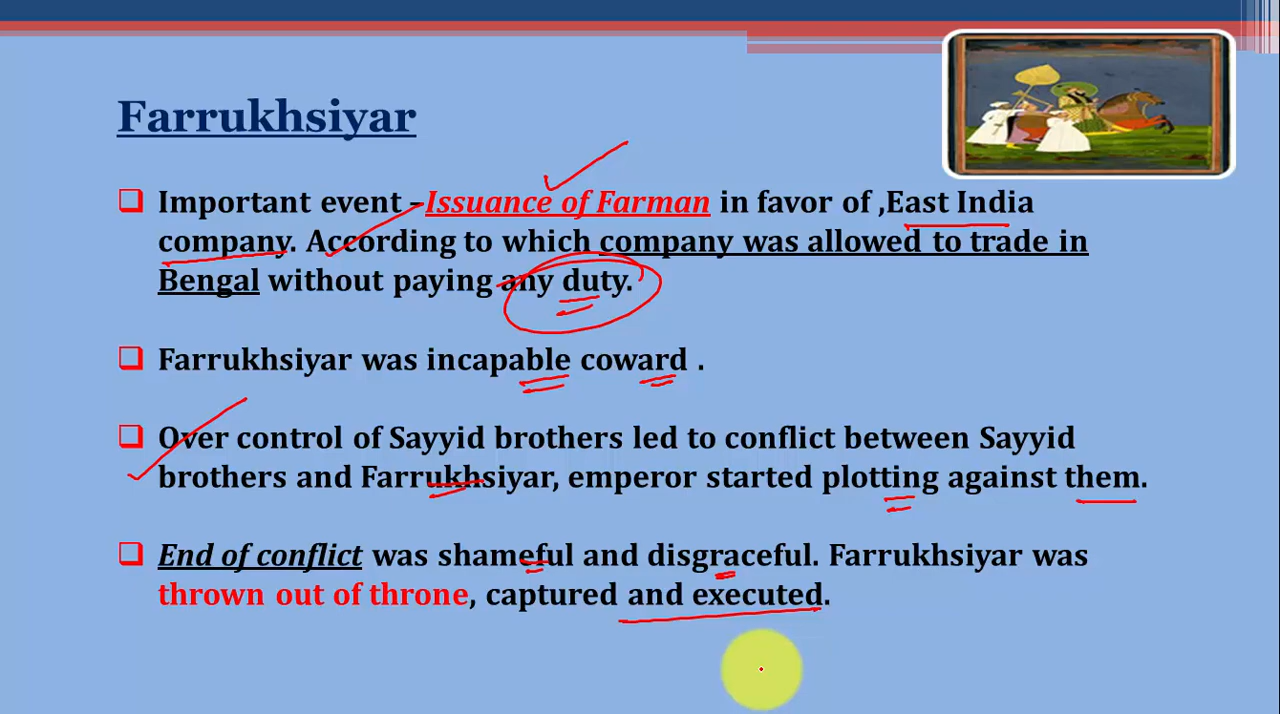 Farrukhsiyar
Important event –Issuance of Farman in favor of ,East India
company. According to which company was allowed to trade in
Bengal without paying any duty.
Farrukhsiyar was incapable coward .
Over control of Sayyid brothers led to conflict between Sayyid
brothers and Farrukhsiyar, emperor started plotting against them.
End of conflict was shameful and disgraceful. Farrukhsiyar was
thrown out of throne, captured and executed.